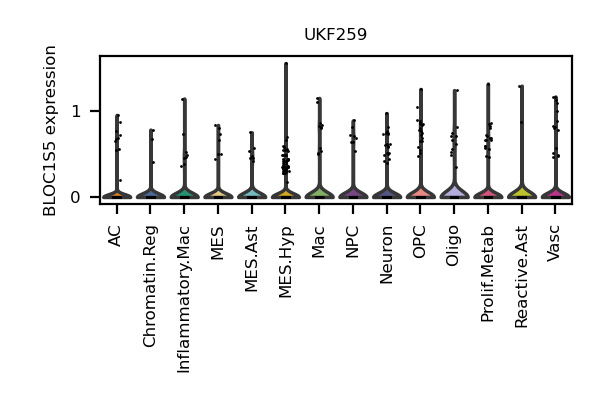 UKF259
BLOC1S5 expression
1
0
AC
Chromatin.Reg
Inflammatory.Mac
MES
MES.Ast
MES.Hyp
Mac
NPC
Neuron
OPC
Oligo
Prolif.Metab
Reactive.Ast
Vasc